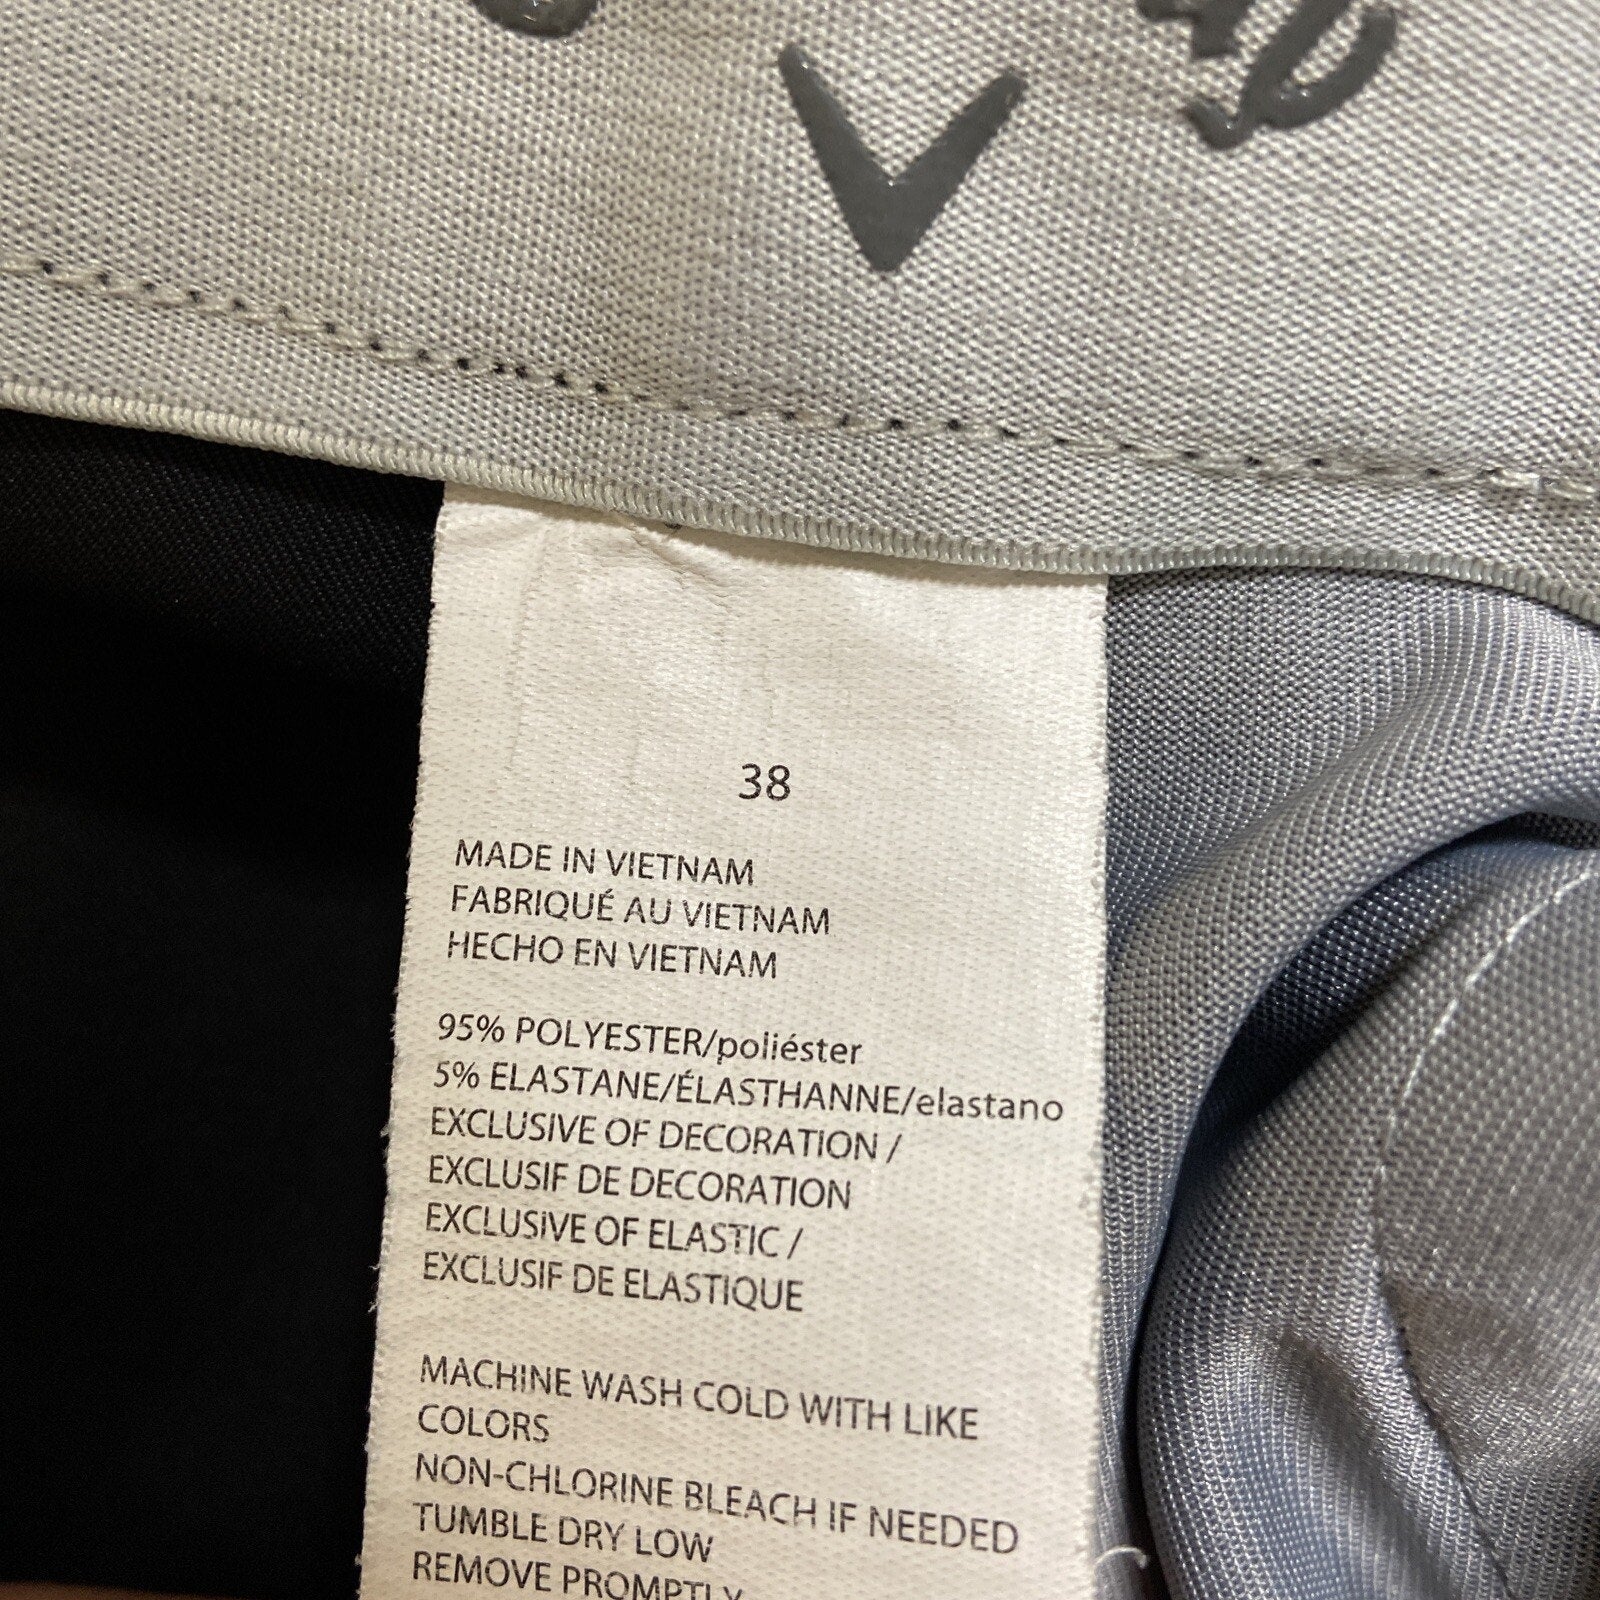 38
MADE IN VIETNAM
FABRIQUÉ AU VIETNAM
HECHO EN VIETNAM
95% POLYESTER/poliéster
5% ELASTANE/ÉLASTHANNE/elastano
EXCLUSIVE OF DECORATION /
EXCLUSIF DE DECORATION
EXCLUSIVE OF ELASTIC /
EXCLUSIF DE ELASTIQUE
MACHINE WASH COLD WITH LIKE
COLORS
NON-CHLORINE BLEACH IF NEEDED
TUMBLE DRY LOW
REMOVE PROMPTLY